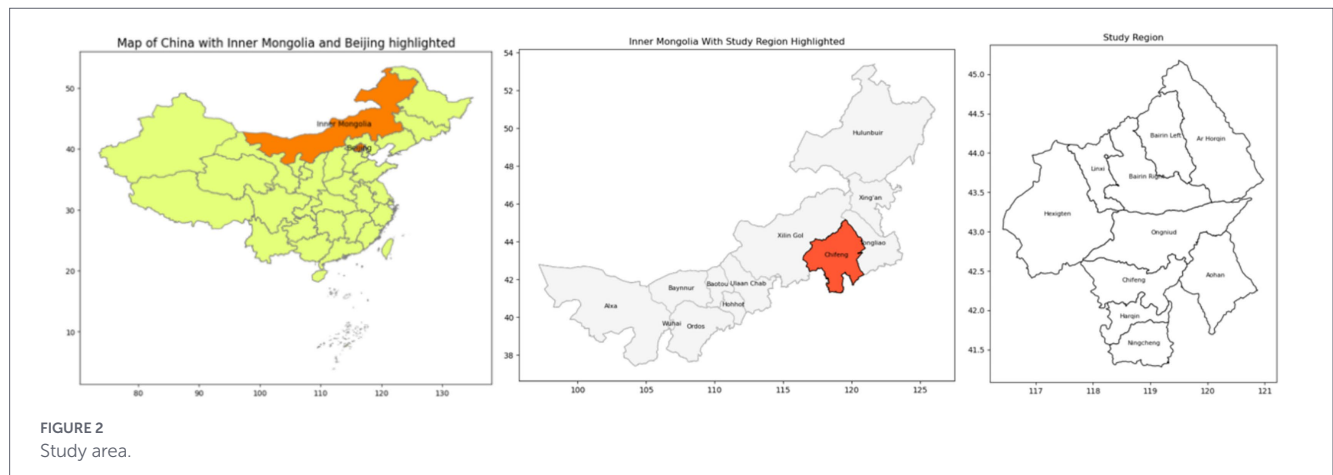 Map of China with Inner Mongolia and Beijing highlighted
Inner Mongolia
Beijing
50
40
30
20
10
80
90
100
110
120
130
Inner Mongolia With Study Region Highlighted
54
52
50
48
46
44
42
40
38
100
105
110
115
120
125
Hulunbuir
Xing'an
Xilin Gol
Tongliao
Chifeng
Baynnur
Baotou
Ulaan Chab
Alxa
Hohhot
Wuhai
Ordos
Study Region
45.0
44.5
44.0
43.5
43.0
42.5
42.0
41.5
117
118
119
120
121
Bairin Left
Ar Horqin
Linxi
Bairin Right
Hexigten
Ongniud
Aohan
Chifeng
Harqin
Ningcheng
FIGURE 2
Study area.